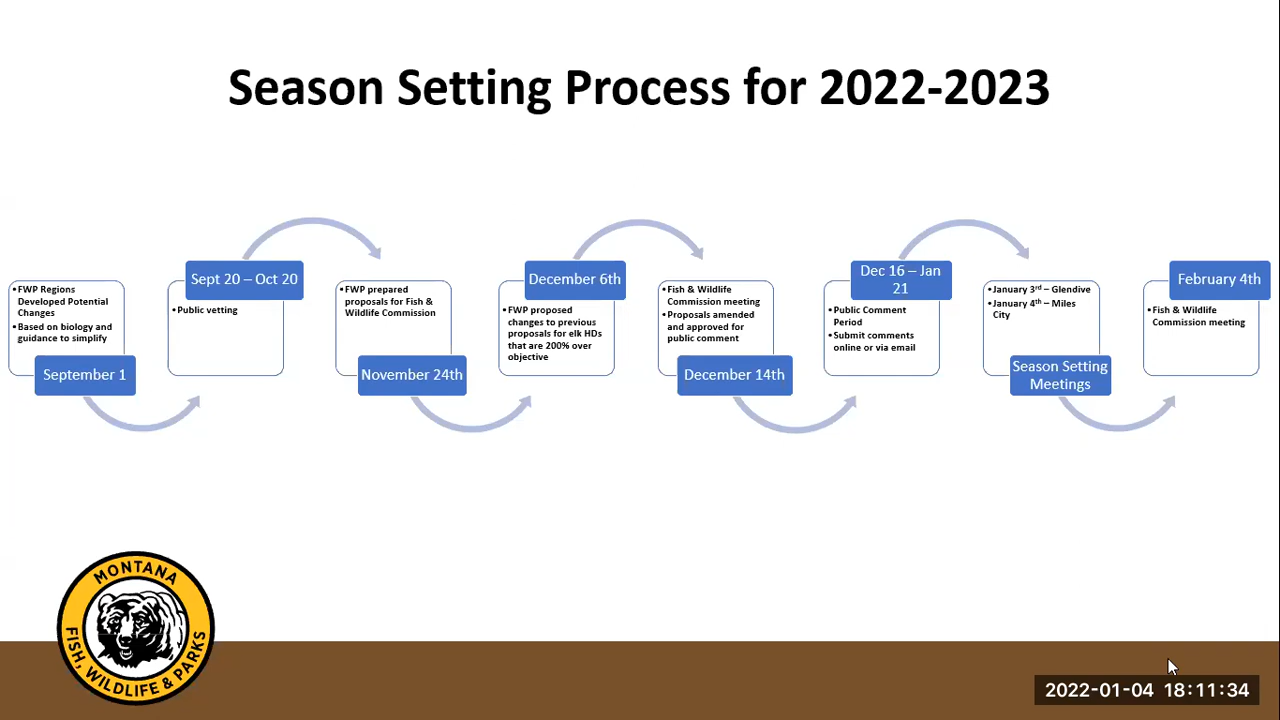 Season Setting Process for 2022-2023
•FWP Regions
Developed Potential
Changes
•Based on biology and
guidance to simplify
September 1
Sept 20 – Oct 20
•Public vetting
•FWP prepared
proposals for Fish &
Wildlife Commission
November 24th
December 6th
•FWP proposed
changes to previous
proposals for elk HDs
that are 200% over
objective
•Fish & Wildlife
Commission meeting
•Proposals amended
and approved for
public comment
December 14th
Dec 16 – Jan
21
•Public Comment
Period
•Submit comments
online or via email
•January 3rd – Glendive
•January 4th – Miles
City
Season Setting
Meetings
February 4th
•Fish & Wildlife
Commission meeting
MONTANA
FISH, WILDLIFE & PARKS
2022-01-04 18:11:34